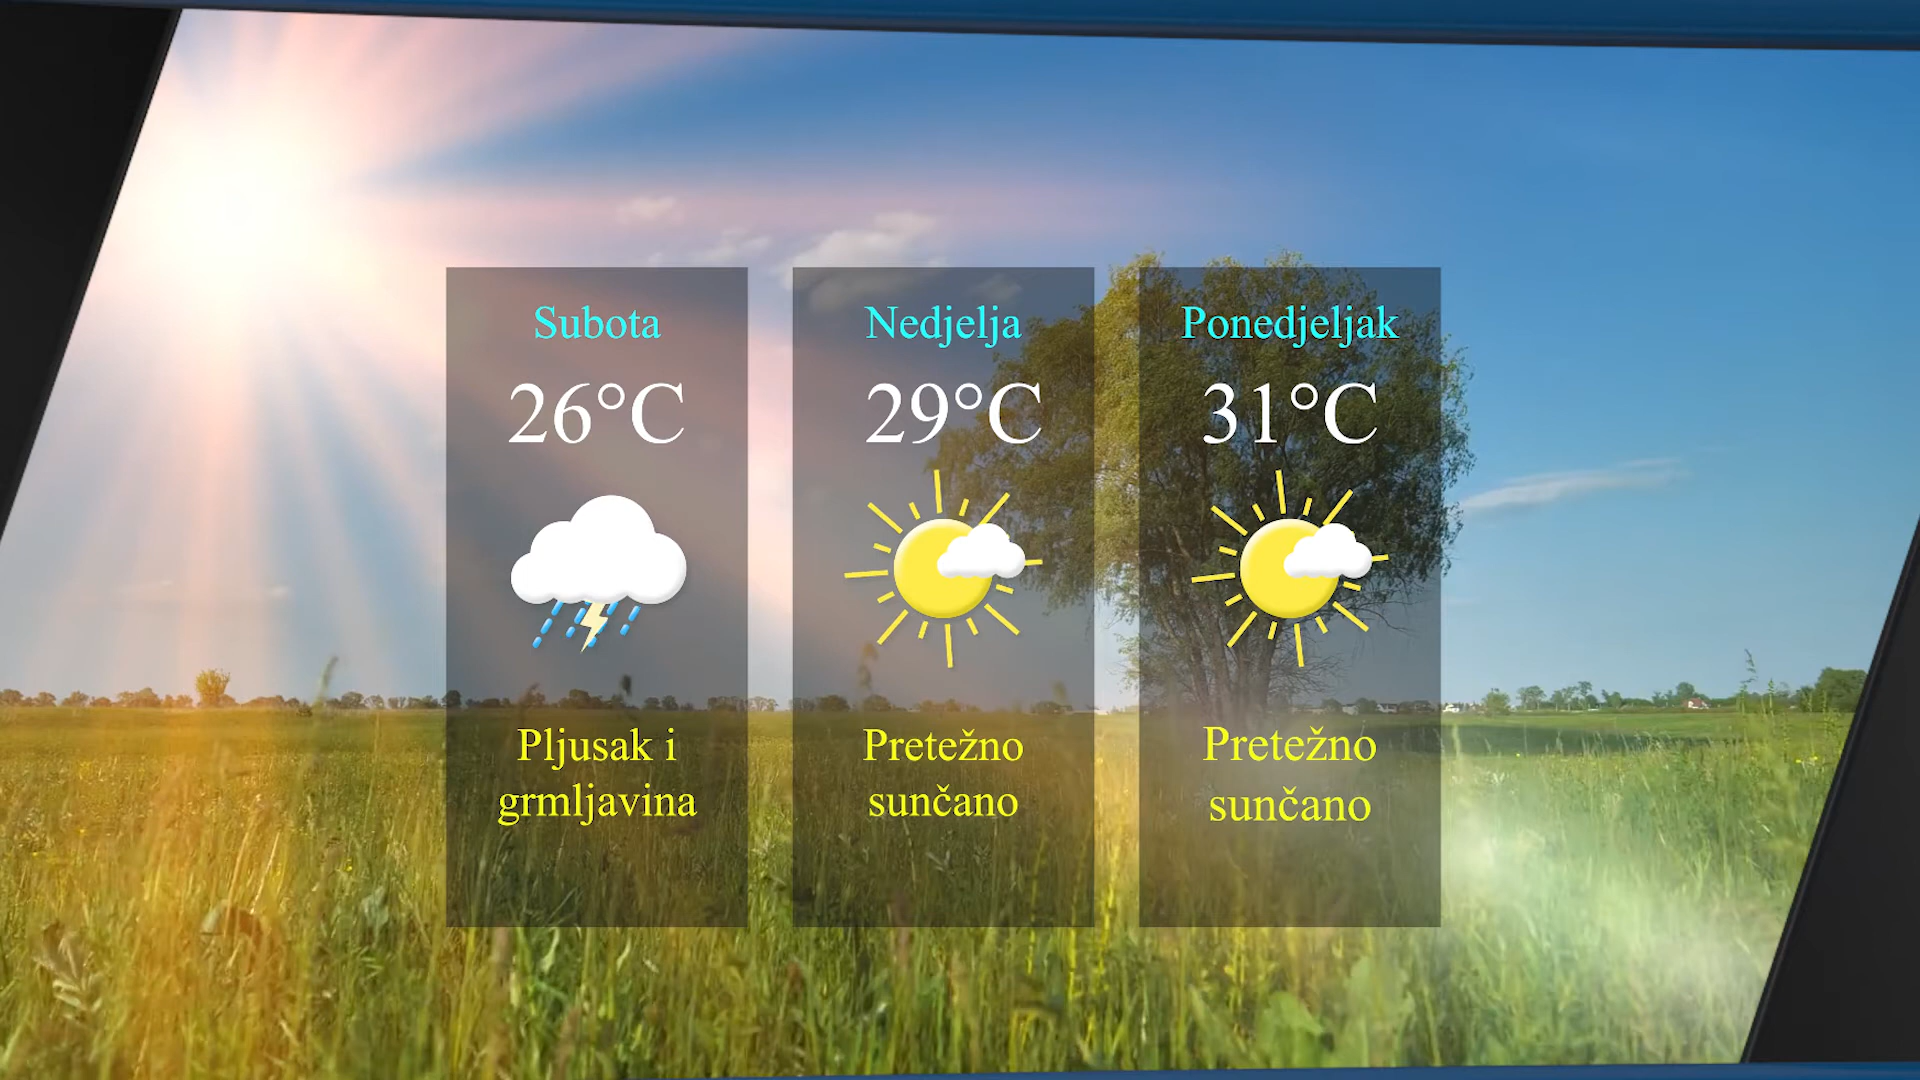 Subota
26°C
Pljusak i
grmljavina
Nedjelja
29°C
Pretežno
sunčano
Ponedjeljak
31°C
Pretežno
sunčano